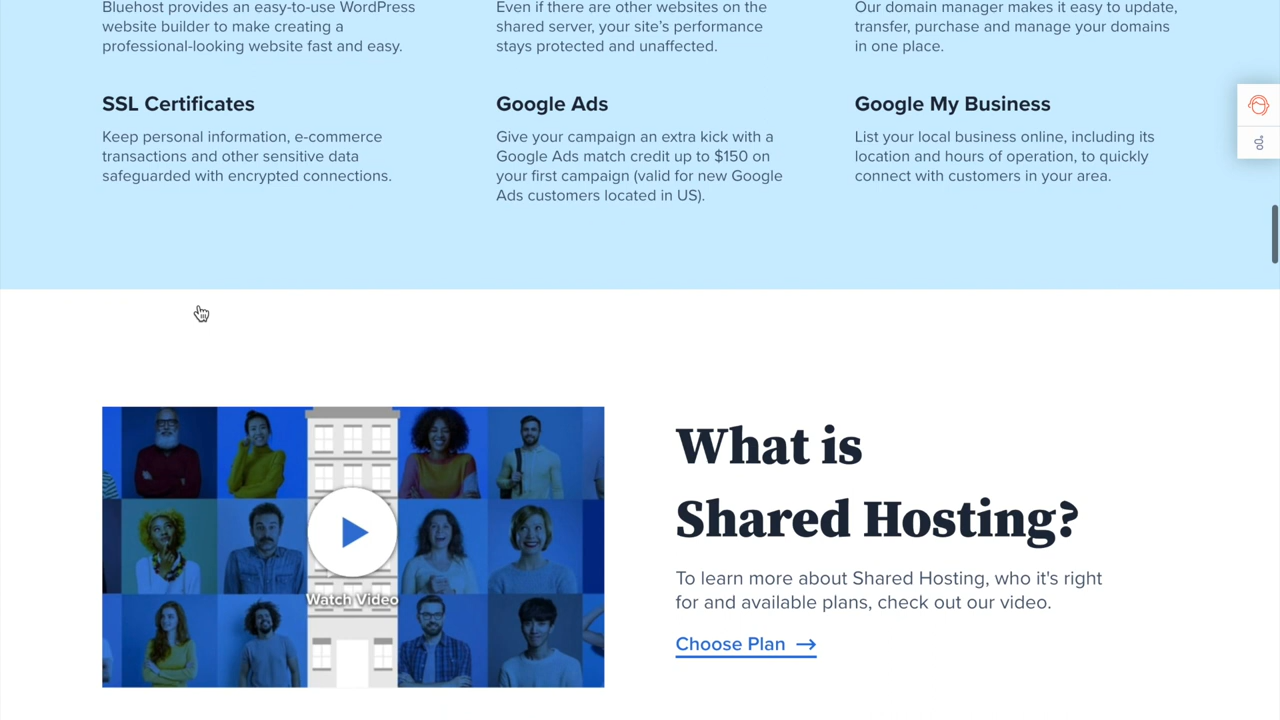 Bluehost provides an easy-to-use WordPress
website builder to make creating a
professional-looking website fast and easy.
Even if there are other websites on the
shared server, your site's performance
stays protected and unaffected.
Our domain manager makes it easy to update,
transfer, purchase and manage your domains
in one place.
SSL Certificates
Keep personal information, e-commerce
transactions and other sensitive data
safeguarded with encrypted connections.
Google Ads
Give your campaign an extra kick with a
Google Ads match credit up to $150 on
your first campaign (valid for new Google
Ads customers located in US).
Google My Business
List your local business online, including its
location and hours of operation, to quickly
connect with customers in your area.
Watch Video
What is
Shared Hosting?
To learn more about Shared Hosting, who it's right
for and available plans, check out our video.
Choose Plan →